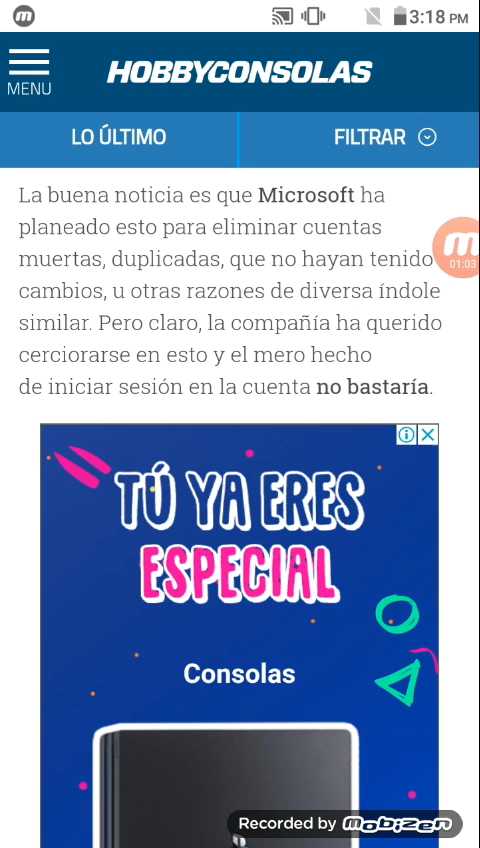 3:18 PM
MENU
HOBBYCONSOLAS
LO ÚLTIMO
FILTRAR
La buena noticia es que Microsoft ha
planeado esto para eliminar cuentas
muertas, duplicadas, que no hayan tenido
01:03
cambios, u otras razones de diversa índole
similar. Pero claro, la compañía ha querido
cerciorarse en esto y el mero hecho
de iniciar sesión en la cuenta no bastaría.
TÚ YA ERES
ESPECIAL
Consolas
Recorded by mobizen